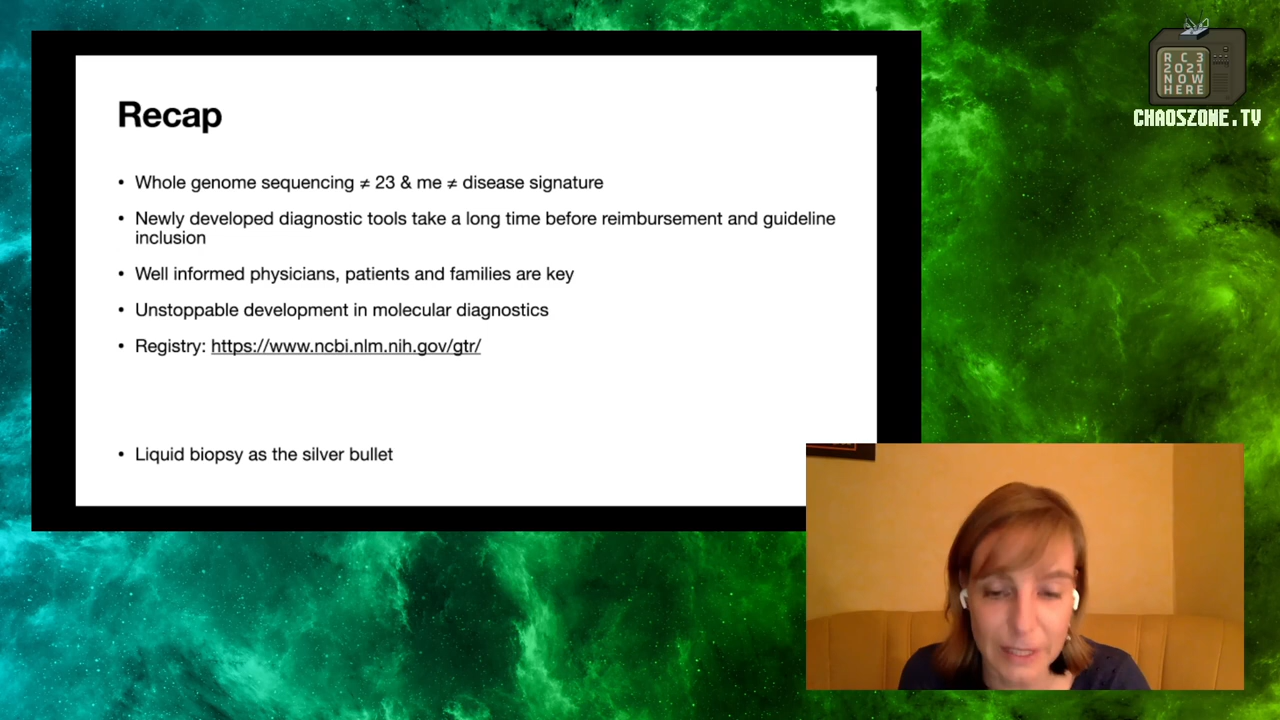 Recap
• Whole genome sequencing ≠ 23 & me ≠ disease signature
• Newly developed diagnostic tools take a long time before reimbursement and guideline
inclusion
• Well informed physicians, patients and families are key
• Unstoppable development in molecular diagnostics
• Registry: https://www.ncbi.nlm.nih.gov/gtr/
• Liquid biopsy as the silver bullet
RC3
2021
NOW
HERE
CHAOSZONE.TV